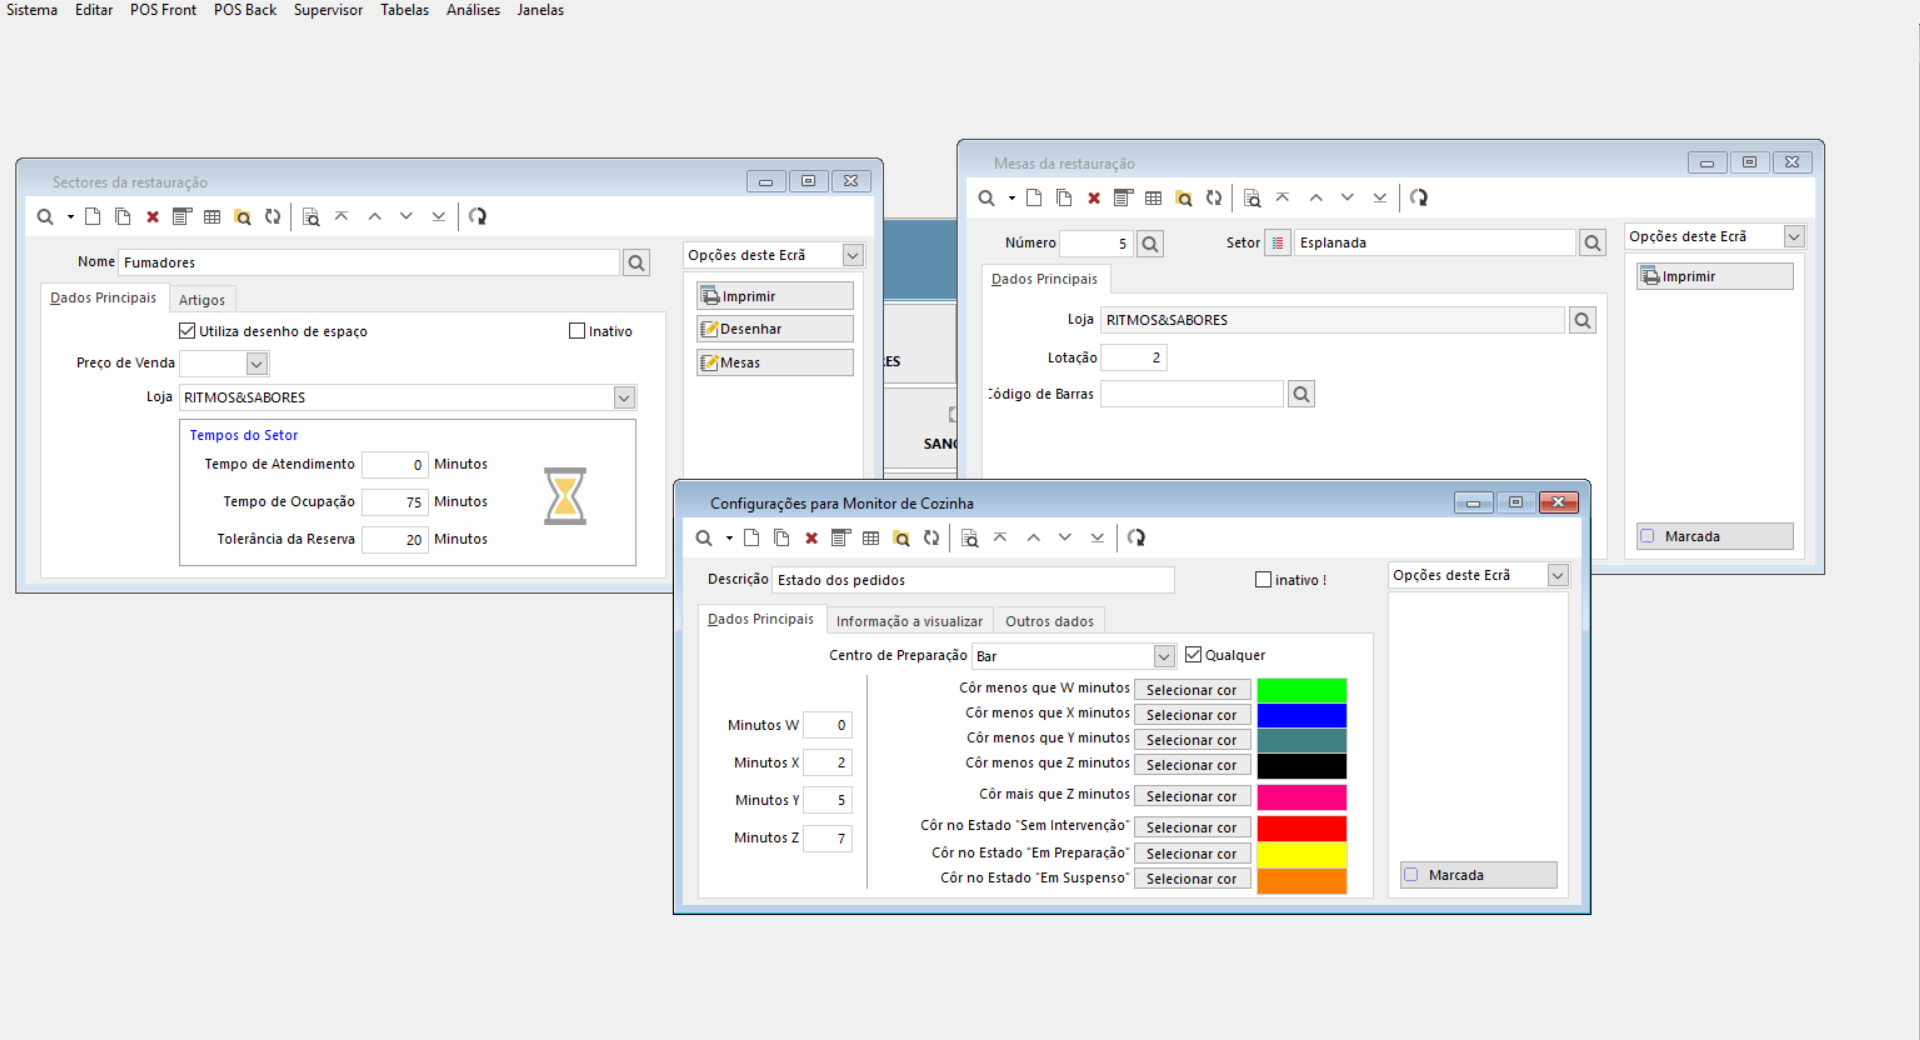 Sistema Editar POS Front POS Back Supervisor Tabelas Análises Janelas
Sectores da restauração
Nome Fumadores
Dados Principais Artigos
Utiliza desenho de espaço Inativo
Preço de Venda
Loja RITMOS&SABORES
Tempos do Setor
Tempo de Atendimento 0 Minutos
Tempo de Ocupação 75 Minutos
Tolerância da Reserva 20 Minutos
Opções deste Ecrã
Imprimir
Desenhar
Mesas
Mesas da restauração
Número 5 Setor Esplanada
Dados Principais
Loja RITMOS&SABORES
Lotação 2
ódigo de Barras
Opções deste Ecrã
Imprimir
Marcada
Configurações para Monitor de Cozinha
Descrição Estado dos pedidos inativo !
Dados Principais Informação a visualizar Outros dados
Centro de Preparação Bar Qualquer
Minutos W 0
Minutos X 2
Minutos Y 5
Minutos Z 7
Côr menos que W minutos Selecionar cor
Côr menos que X minutos Selecionar cor
Côr menos que Y minutos Selecionar cor
Côr menos que Z minutos Selecionar cor
Côr mais que Z minutos Selecionar cor
Côr no Estado "Sem Intervenção" Selecionar cor
Côr no Estado "Em Preparação" Selecionar cor
Côr no Estado "Em Suspenso" Selecionar cor
Opções deste Ecrã
Marcada